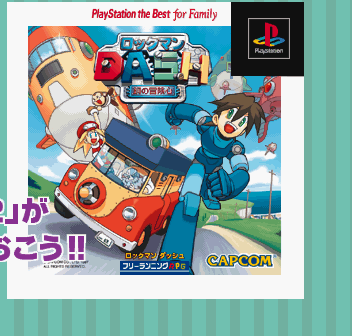 PlayStation the Best for Family
PlayStation
ロックマン
DASH
鋼の冒険心
2」が
おこう!!
ロックマンダッシュ
フリーランニングRPG
CAPCOM